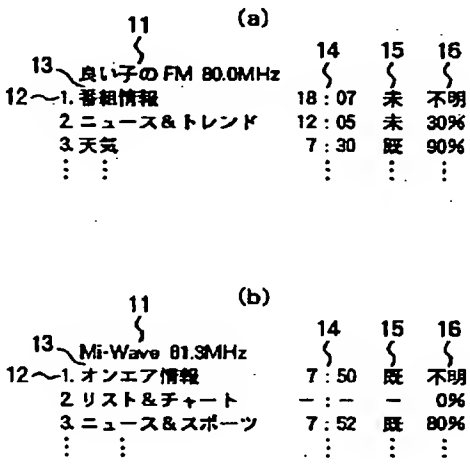 (a)
11
13
良い子の FM 80.0MHz
14 15 16
12 1. 番組情報 18:07 未 不明
2. ニュース&トレンド 12:05 未 30%
3. 天気 7:30 既 90%
(b)
11
13
Mi-Wave 81.3MHz
14 15 16
12 1. オンエア情報 7:50 既 不明
2. リスト&チャート -:- - 0%
3. ニュース&スポーツ 7:52 既 80%